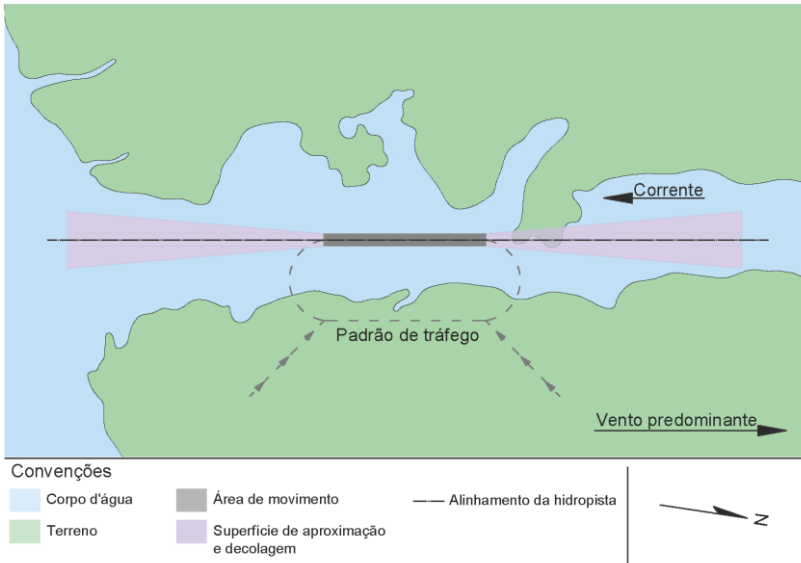 Corrente
Padrão de tráfego
Vento predominante
Convenções
Corpo d'água
Área de movimento
Alinhamento da hidropista
Terreno
Superfície de aproximação
e decolagem
N